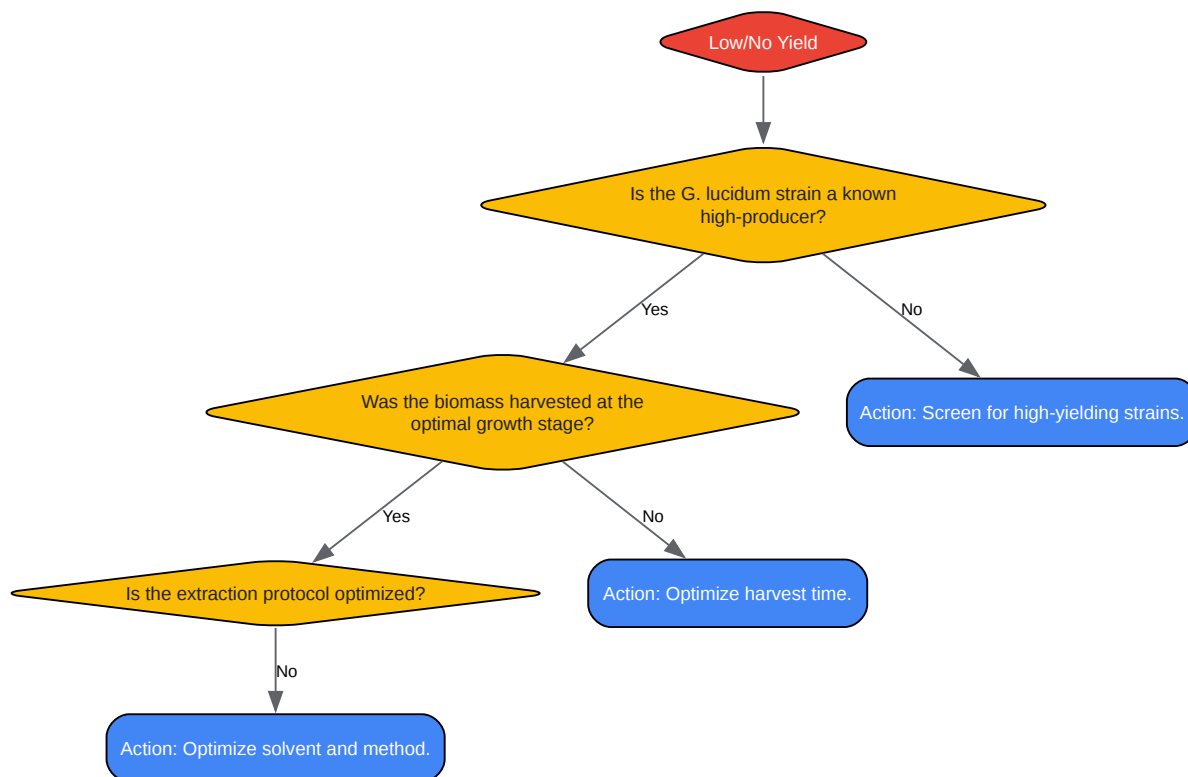 Low/No Yield
Is the G. lucidum strain a known
high-producer?
Yes
No
Was the biomass harvested at the
optimal growth stage?
Action: Screen for high-yielding strains.
Yes
No
Is the extraction protocol optimized?
Action: Optimize harvest time.
No
Action: Optimize solvent and method.